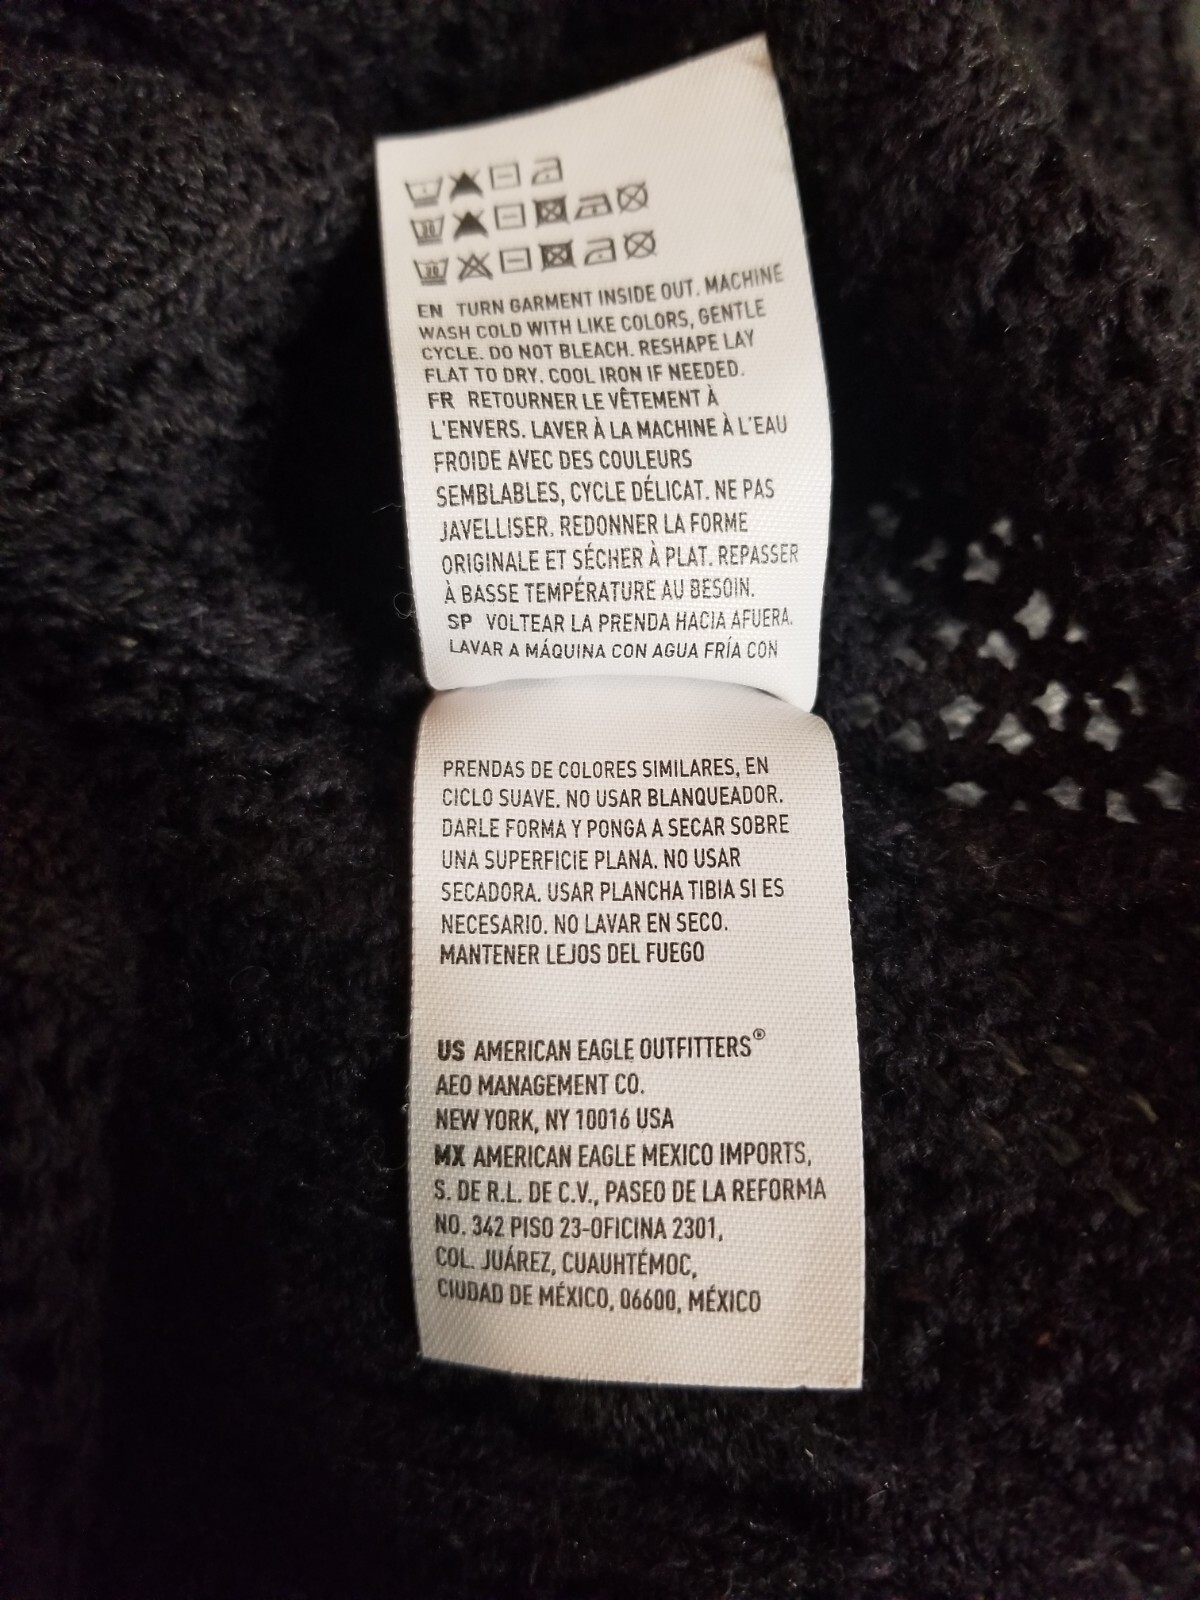 EN TURN GARMENT INSIDE OUT. MACHINE
WASH COLD WITH LIKE COLORS, GENTLE
CYCLE. DO NOT BLEACH. RESHAPE LAY
FLAT TO DRY. COOL IRON IF NEEDED.
FR RETOURNER LE VÊTEMENT À
L'ENVERS. LAVER À LA MACHINE À L'EAU
FROIDE AVEC DES COULEURS
SEMBLABLES, CYCLE DÉLICAT. NE PAS
JAVELLISER. REDONNER LA FORME
ORIGINALE ET SÉCHER À PLAT. REPASSER
À BASSE TEMPÉRATURE AU BESOIN.
SP VOLTEAR LA PRENDA HACIA AFUERA.
LAVAR A MÁQUINA CON AGUA FRÍA CON
PRENDAS DE COLORES SIMILARES, EN
CICLO SUAVE. NO USAR BLANQUEADOR.
DARLE FORMA Y PONGA A SECAR SOBRE
UNA SUPERFICIE PLANA. NO USAR
SECADORA. USAR PLANCHA TIBIA SI ES
NECESARIO. NO LAVAR EN SECO.
MANTENER LEJOS DEL FUEGO
US AMERICAN EAGLE OUTFITTERS®
AEO MANAGEMENT CO.
NEW YORK, NY 10016 USA
MX AMERICAN EAGLE MEXICO IMPORTS,
S. DE R.L. DE C.V., PASEO DE LA REFORMA
NO. 342 PISO 23-OFICINA 2301,
COL. JUÁREZ, CUAUHTÉMOC,
CIUDAD DE MÉXICO, 06600, MÉXICO